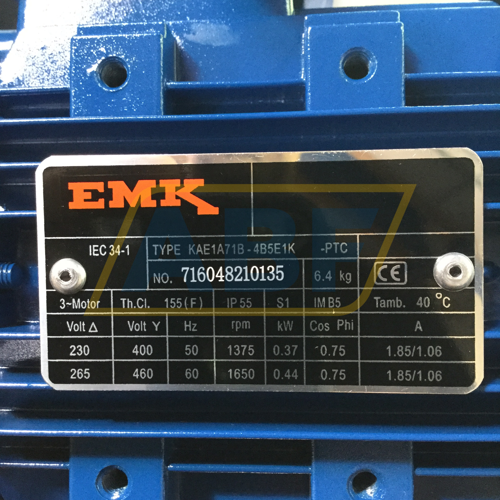 EMK
IEC 34-1 TYPE KAE1A71B-4B5E1K -PTC
NO. 716048210135 6.4 kg CE
3~Motor Th.Cl. 155(F) IP 55 S1 IM B5 Tamb. 40 °C
Volt Δ Volt Y Hz rpm kW Cos Phi A
230 400 50 1375 0.37 0.75 1.85/1.06
265 460 60 1650 0.44 0.75 1.85/1.06